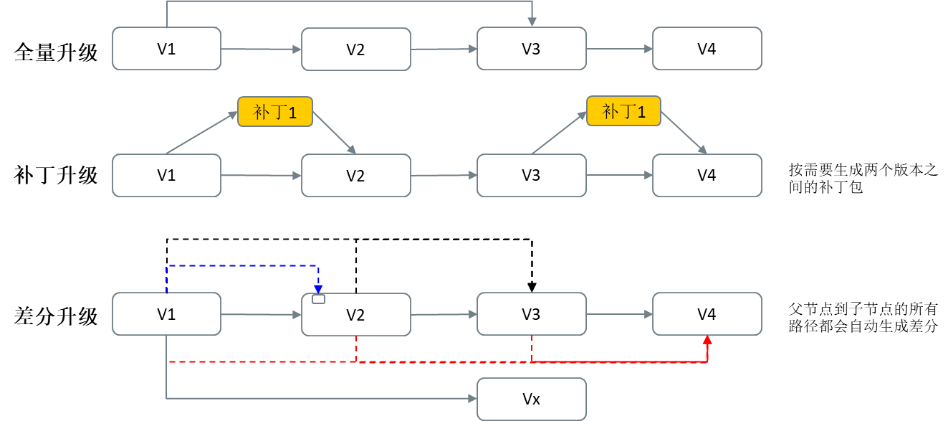 全量升级
V1
V2
V3
V4
补丁1
补丁1
补丁升级
V1
V2
V3
V4
按需要生成两个版本之
间的补丁包
差分升级
V1
V2
V3
V4
父节点到子节点的所有
路径都会自动生成差分
Vx